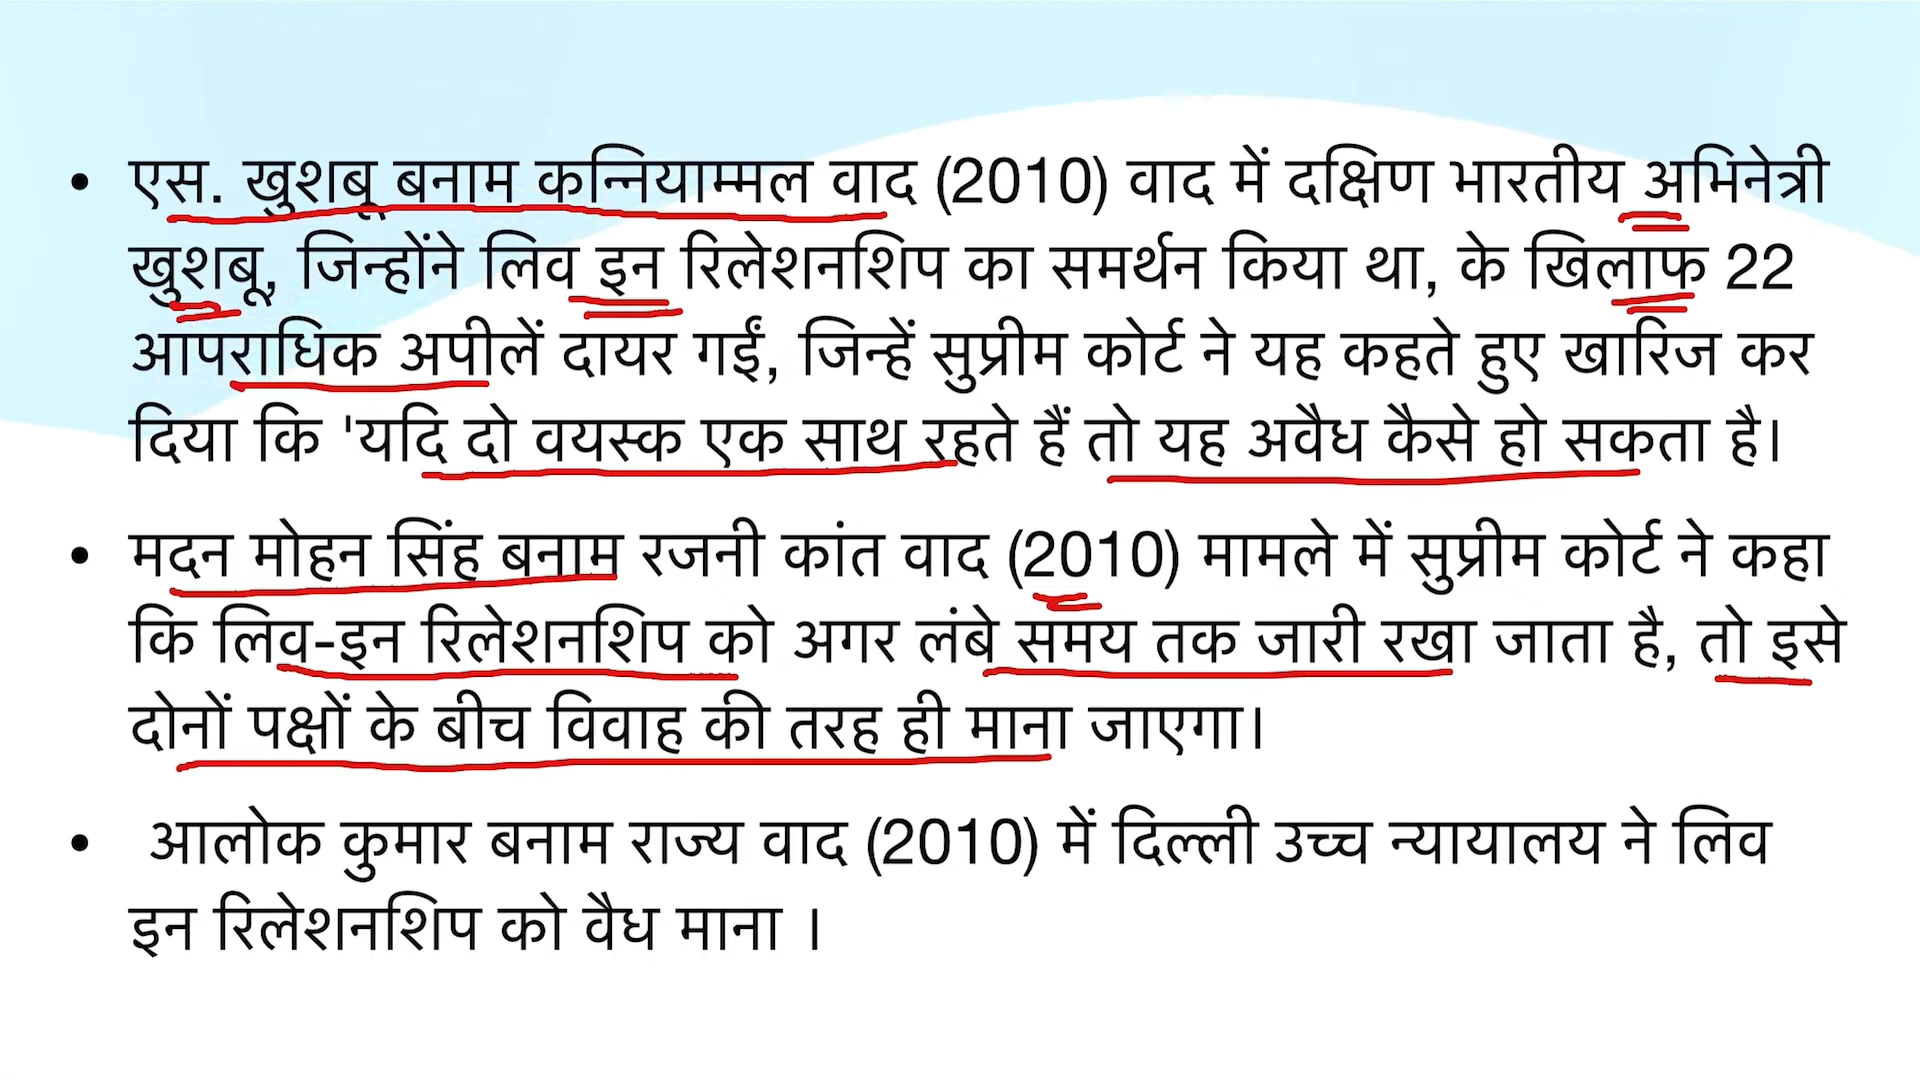 • एस. खुशबू बनाम कन्नियाम्मल वाद (2010) वाद में दक्षिण भारतीय अभिनेत्री
खुशबू, जिन्होंने लिव इन रिलेशनशिप का समर्थन किया था, के खिलाफ 22
आपराधिक अपीलें दायर गईं, जिन्हें सुप्रीम कोर्ट ने यह कहते हुए खारिज कर
दिया कि 'यदि दो वयस्क एक साथ रहते हैं तो यह अवैध कैसे हो सकता है।
• मदन मोहन सिंह बनाम रजनी कांत वाद (2010) मामले में सुप्रीम कोर्ट ने कहा
कि लिव-इन रिलेशनशिप को अगर लंबे समय तक जारी रखा जाता है, तो इसे
दोनों पक्षों के बीच विवाह की तरह ही माना जाएगा।
• आलोक कुमार बनाम राज्य वाद (2010) में दिल्ली उच्च न्यायालय ने लिव
इन रिलेशनशिप को वैध माना ।